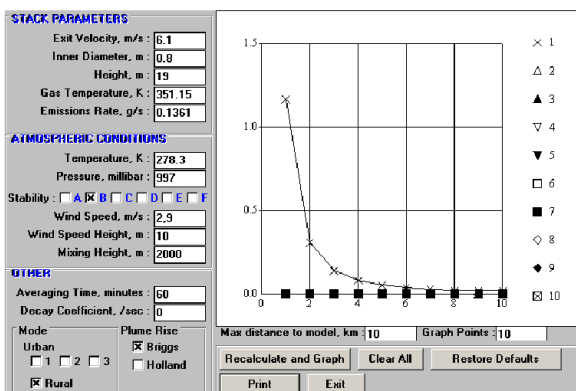 STACK PARAMETERS
Exit Velocity, m/s : 6.1
Inner Diameter, m : 0.8
Height, m : 19
Gas Temperature, K : 351.15
Emissions Rate, g/s : 0.1361
ATMOSPHERIC CONDITIONS
Temperature, K : 278.3
Pressure, millibar : 997
Stability : A B C D E F
Wind Speed, m/s : 2,9
Wind Speed Height, m : 10
Mixing Height, m : 2000
OTHER
Averaging Time, minutes : 60
Decay Coefficient, /sec : 0
Mode
Urban
1 2 3
Rural
Plume Rise
Briggs
Holland
1.5
1.0
0.5
0.0
0 2 4 6 8 10
1
2
3
4
5
6
7
8
9
10
Max distance to model, km : 10 Graph Points : 10
Recalculate and Graph Clear All Restore Defaults
Print Exit